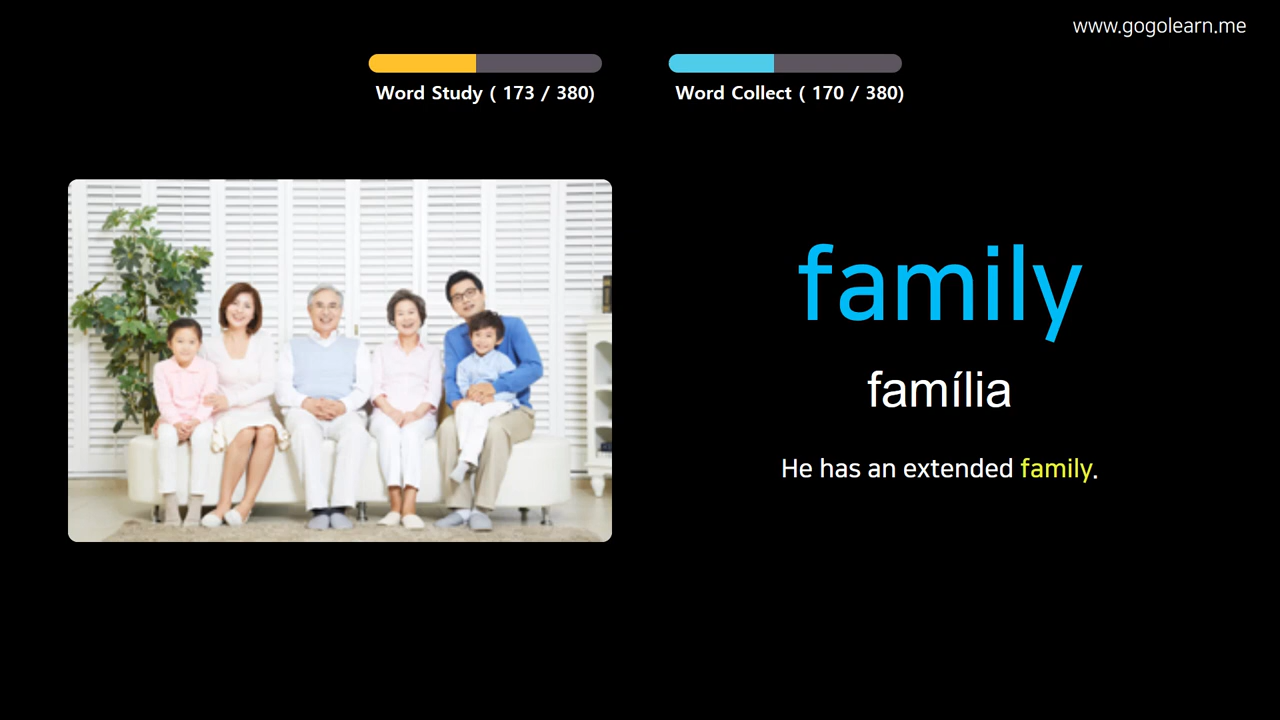 www.gogolearn.me
Word Study ( 173 / 380)
Word Collect ( 170 / 380)
family
família
He has an extended family.